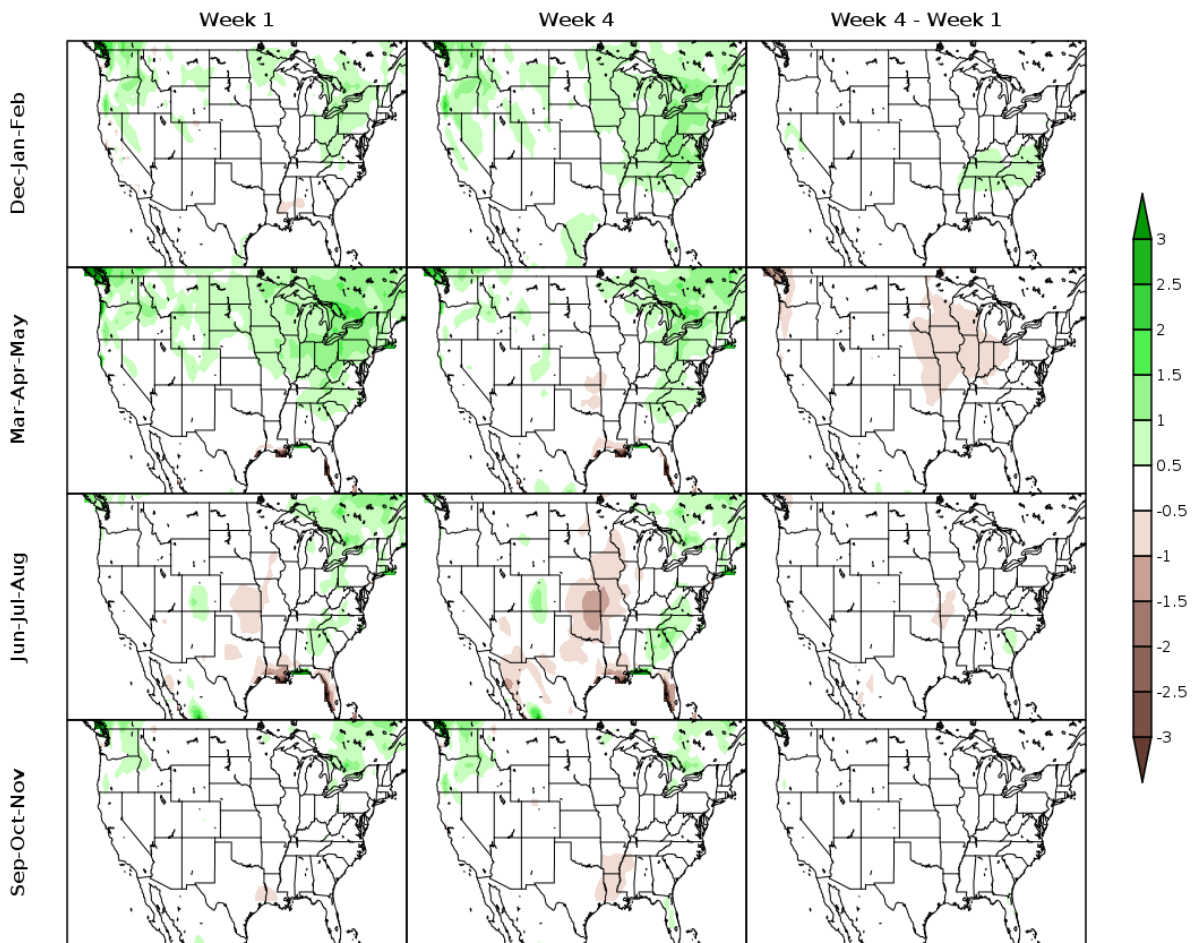 Week 1
Week 4
Week 4 - Week 1
Dec-Jan-Feb
Mar-Apr-May
Jun-Jul-Aug
Sep-Oct-Nov
3
2.5
2
1.5
1
0.5
-0.5
-1
-1.5
-2
-2.5
-3